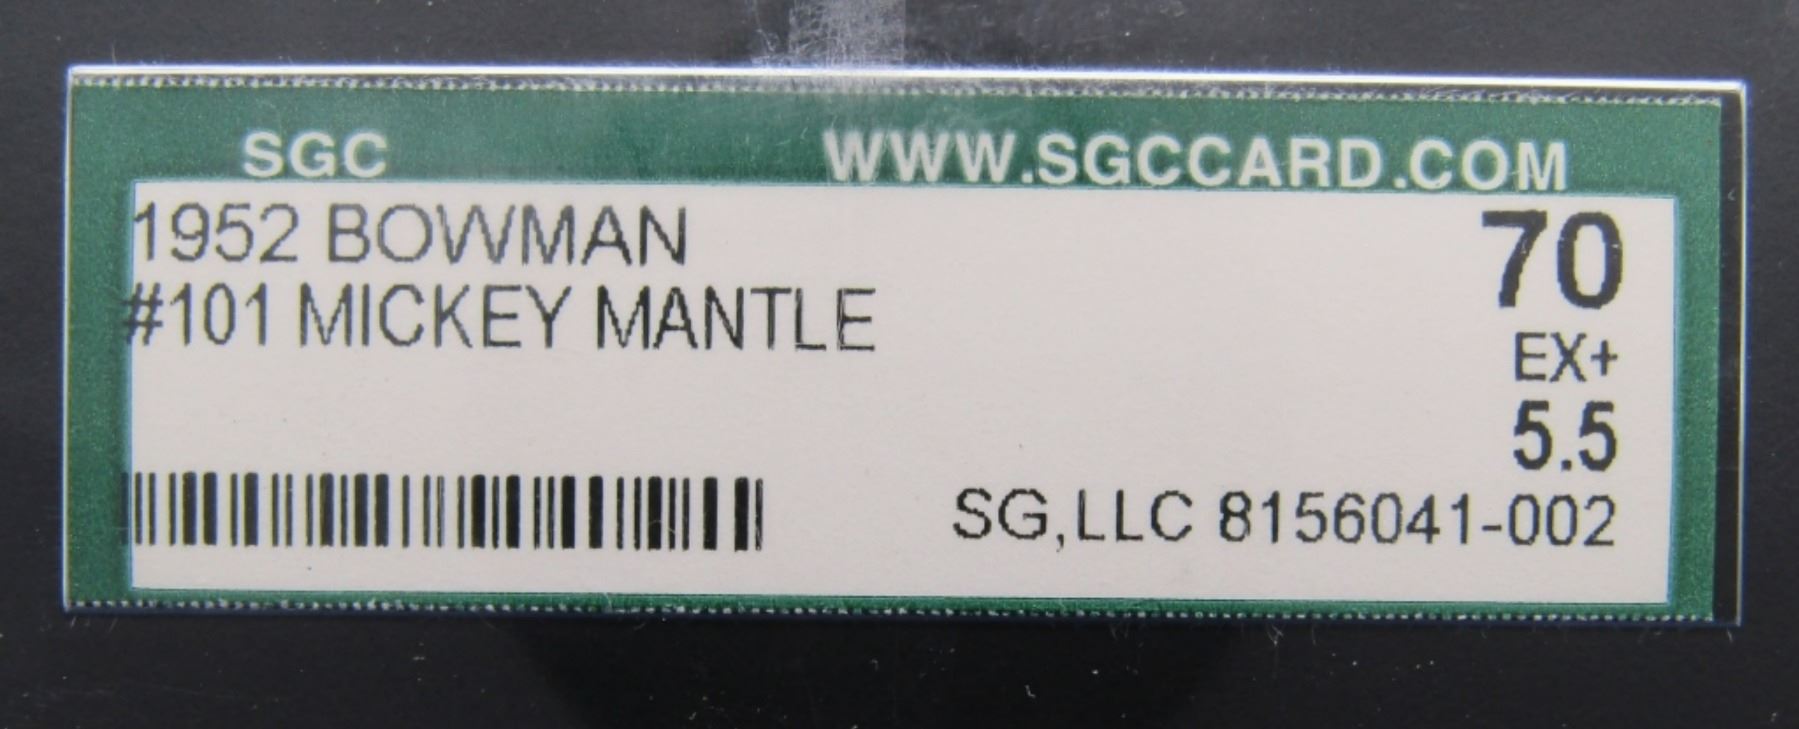 SGC WWW.SGCCARD.COM
1952 BOWMAN 70
#101 MICKEY MANTLE
EX+
5.5
SG,LLC 8156041-002